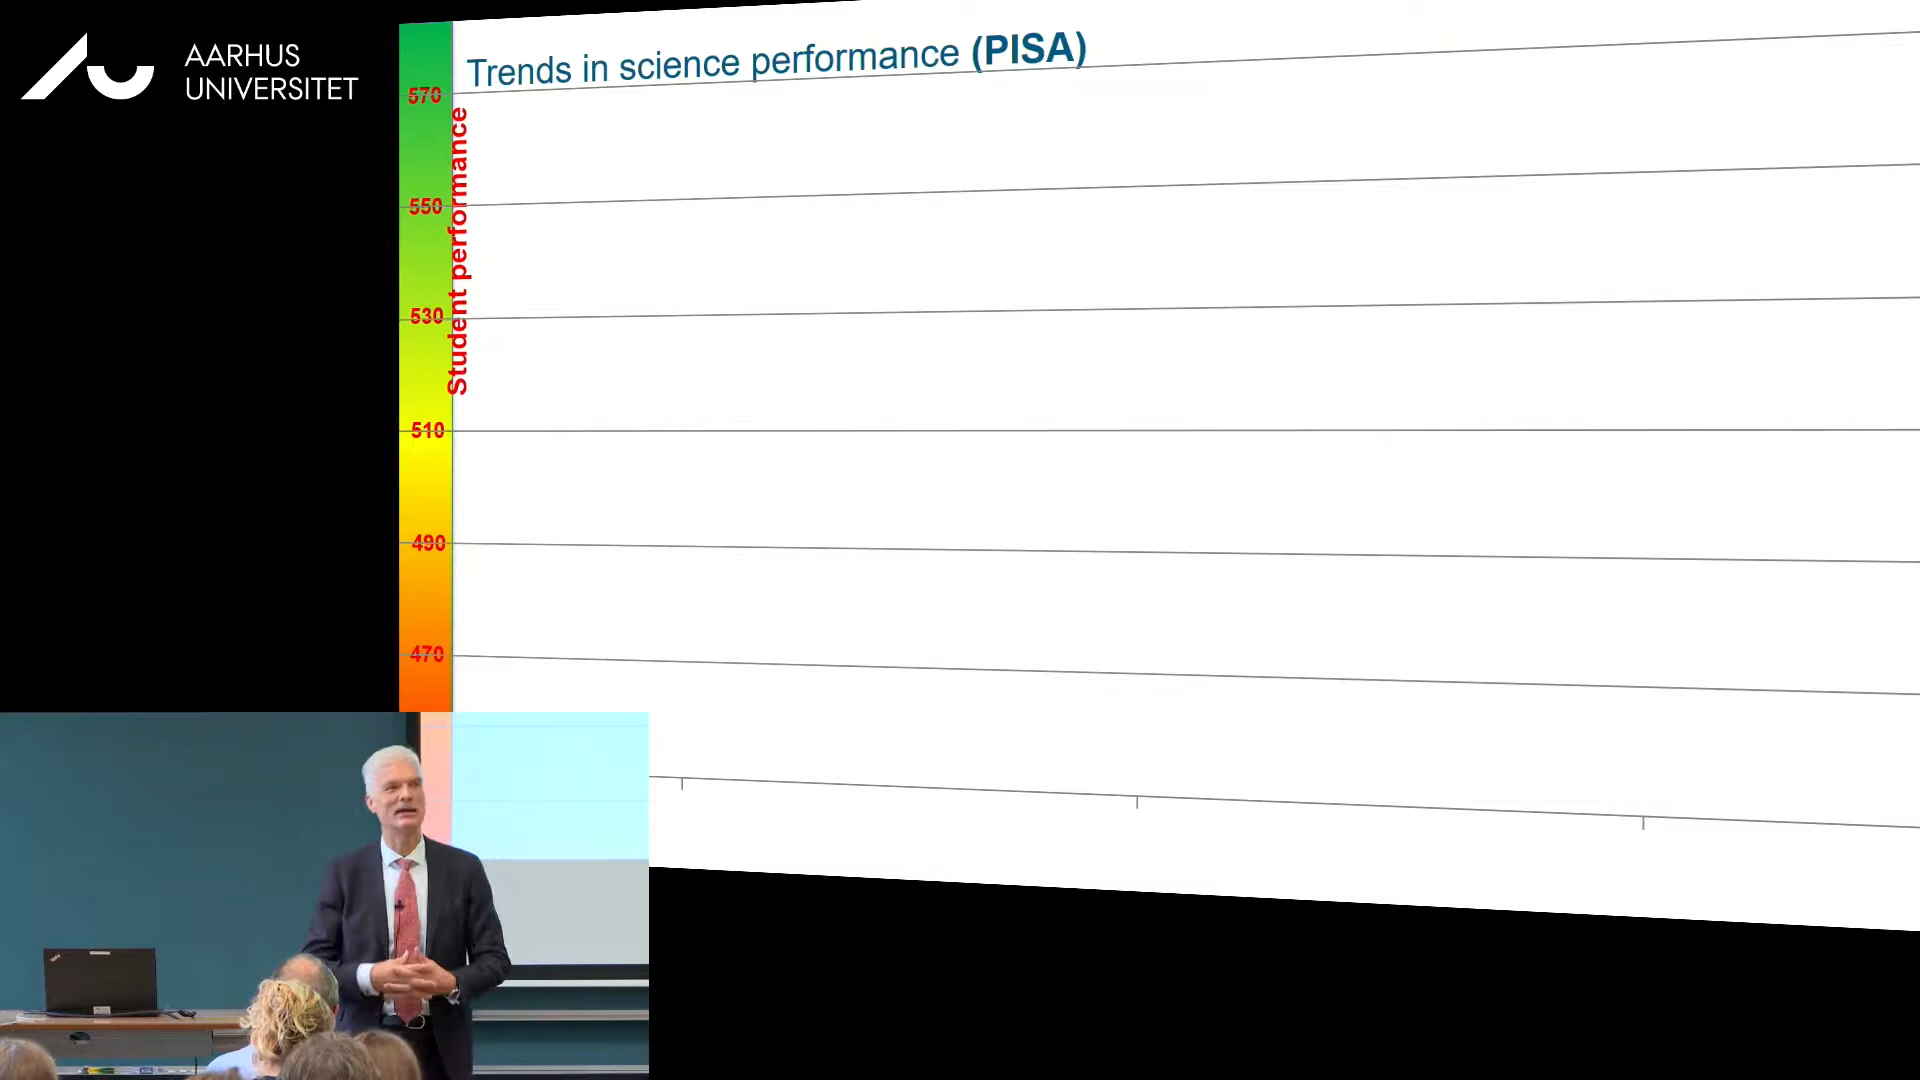 AARHUS
UNIVERSITET
Trends in science performance (PISA)
Student performance
570
550
530
510
490
470